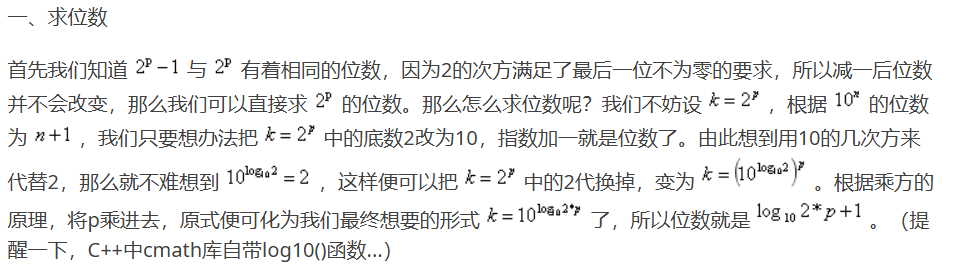 一、求位数
首先我们知道 2^p − 1 与 2^p 有着相同的位数，因为2的次方满足了最后一位不为零的要求，所以减一后位数
并不会改变，那么我们可以直接求 2^p 的位数。那么怎么求位数呢？我们不妨设 k = 2^p ，根据 10^n 的位数
为 n+1 ，我们只要想办法把 k = 2^p 中的底数2改为10，指数加一就是位数了。由此想到用10的几次方来
代替2，那么就不难想到 10^{log_{10} 2} = 2 ，这样便可以把 k = 2^p 中的2代换掉，变为 k = (10^{log_{10} 2})^p 。根据乘方的
原理，将p乘进去，原式便可化为我们最终想要的形式 k = 10^{log_{10} 2*p} 了，所以位数就是 log_{10} 2*p+1 。（提
醒一下，C++中cmath库自带log10()函数...）